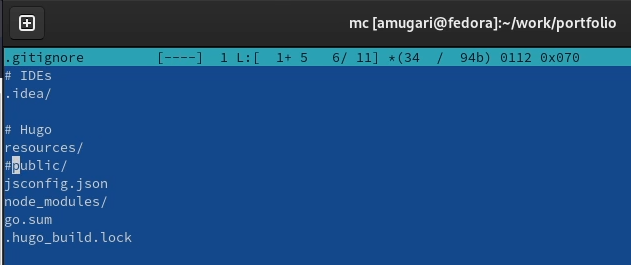 mc [amugari@fedora]:~/work/portfolio
.gitignore [----] 1 L:[ 1+ 5 6/ 11] *(34 / 94b) 0112 0x070
# IDEs
.idea/
# Hugo
resources/
#public/
jsconfig.json
node_modules/
go.sum
.hugo_build.lock